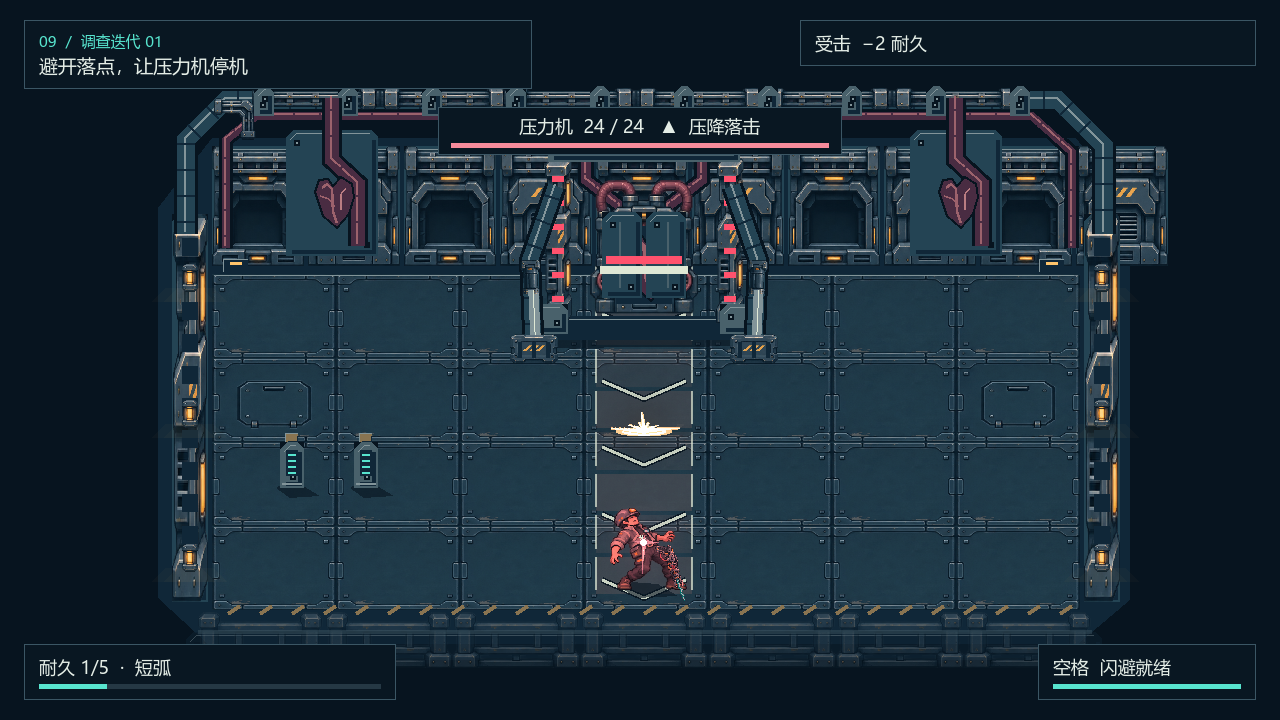 09 / 调查迭代 01
避开落点，让压力机停机
受击 −2 耐久
压力机 24 / 24 ▲ 压降落击
耐久 1/5 · 短弧
空格 闪避就绪